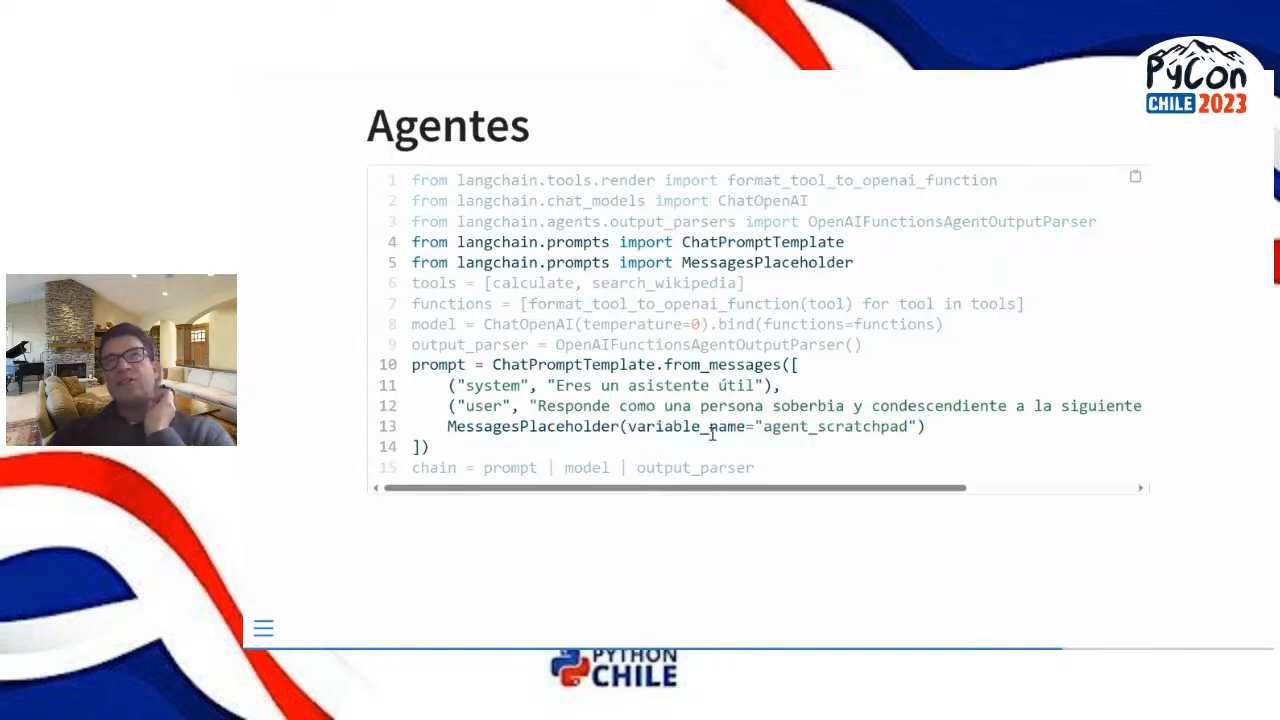 PyCon
CHILE 2023
Agentes
1 from langchain.tools.render import format_tool_to_openai_function
2 from langchain.chat_models import ChatOpenAI
3 from langchain.agents.output_parsers import OpenAIFunctionsAgentOutputParser
4 from langchain.prompts import ChatPromptTemplate
5 from langchain.prompts import MessagesPlaceholder
6 tools = [calculate, search_wikipedia]
7 functions = [format_tool_to_openai_function(tool) for tool in tools]
8 model = ChatOpenAI(temperature=0).bind(functions=functions)
9 output_parser = OpenAIFunctionsAgentOutputParser()
10 prompt = ChatPromptTemplate.from_messages([
11 ("system", "Eres un asistente útil"),
12 ("user", "Responde como una persona soberbia y condescendiente a la siguiente
13 MessagesPlaceholder(variable_name="agent_scratchpad")
14 ])
15 chain = prompt | model | output_parser
PYTHON
CHILE